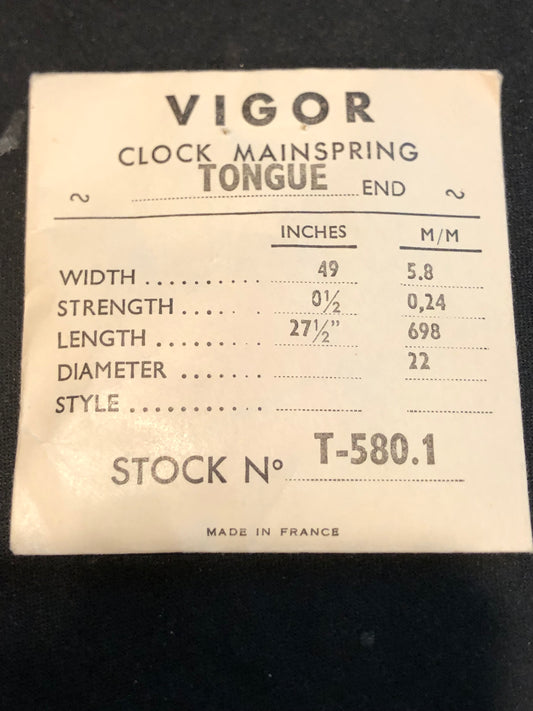 VIGOR
CLOCK MAINSPRING
~ TONGUE END ~
INCHES M/M
WIDTH .......... 49 5.8
STRENGTH ...... 0½ 0,24
LENGTH ......... 27½" 698
DIAMETER ....... 22
STYLE ...........
STOCK Nº T-580.1
MADE IN FRANCE